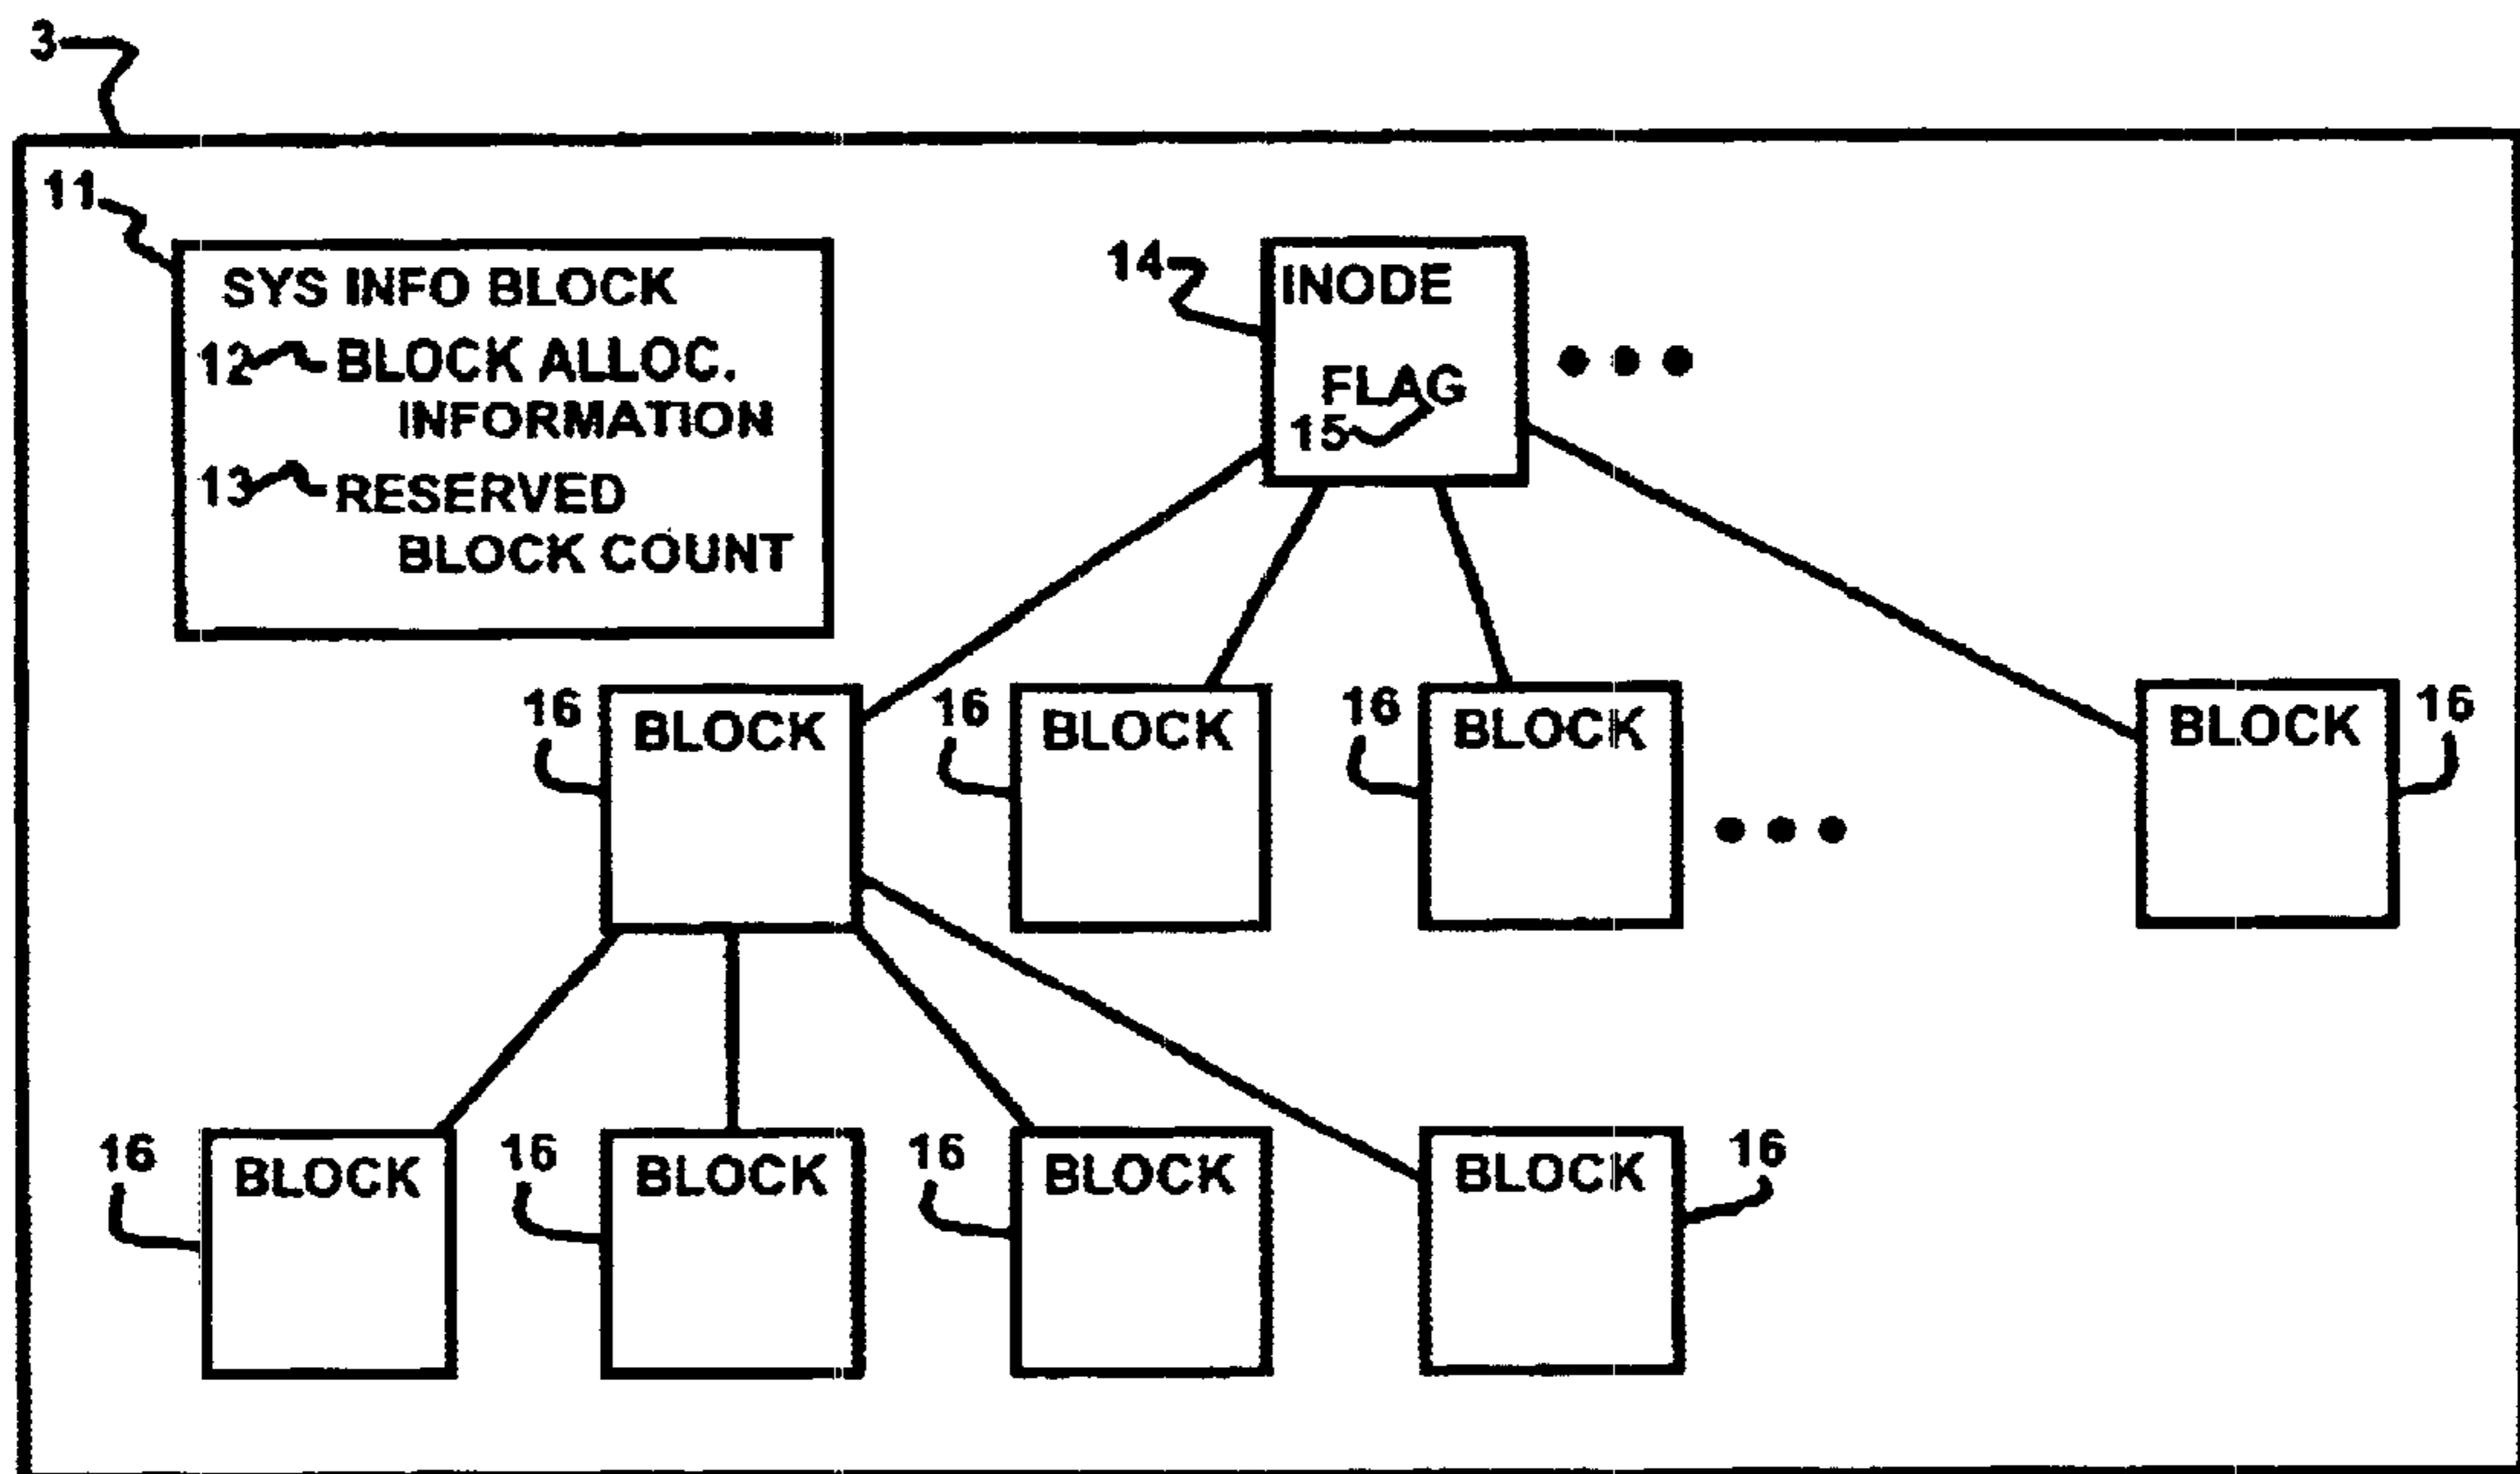 3
11
SYS INFO BLOCK
12 BLOCK ALLOC.
INFORMATION
13 RESERVED
BLOCK COUNT
14
INODE
FLAG
15
16 BLOCK
16 BLOCK
16 BLOCK
BLOCK 16
16 BLOCK
16 BLOCK
16 BLOCK
BLOCK 16